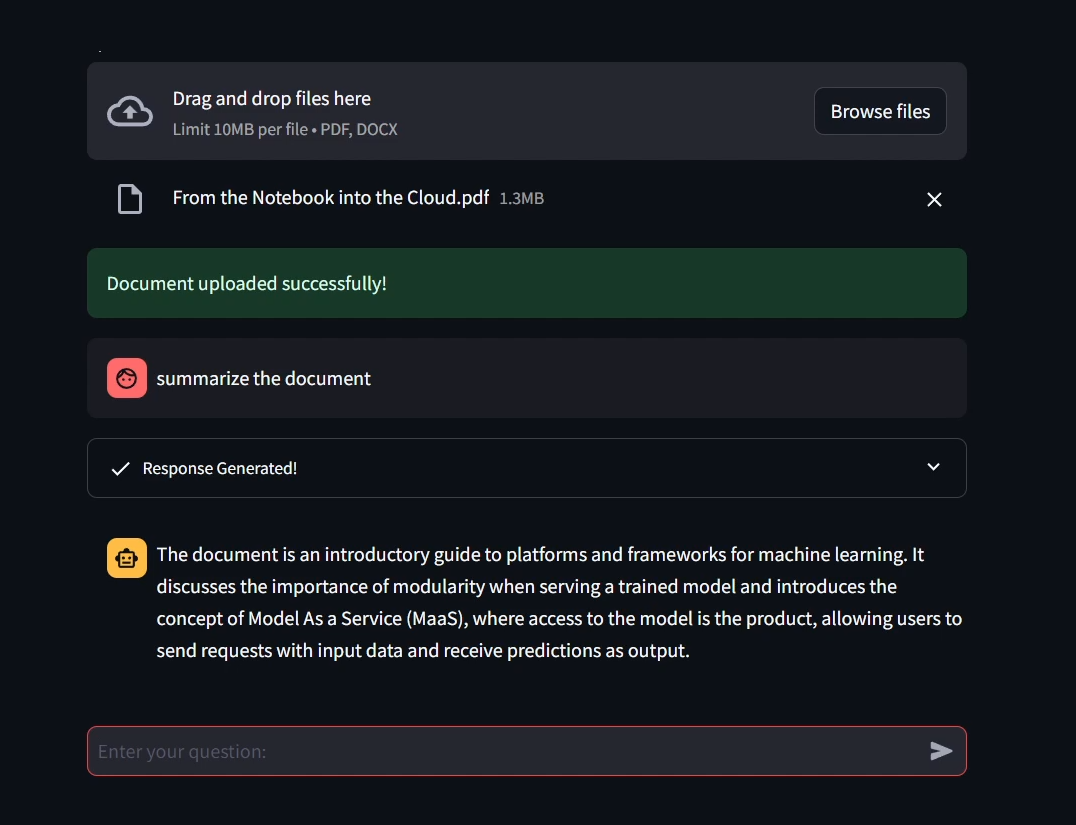 Drag and drop files here
Limit 10MB per file • PDF, DOCX
Browse files
From the Notebook into the Cloud.pdf 1.3MB
Document uploaded successfully!
summarize the document
Response Generated!
The document is an introductory guide to platforms and frameworks for machine learning. It
discusses the importance of modularity when serving a trained model and introduces the
concept of Model As a Service (MaaS), where access to the model is the product, allowing users to
send requests with input data and receive predictions as output.
Enter your question: